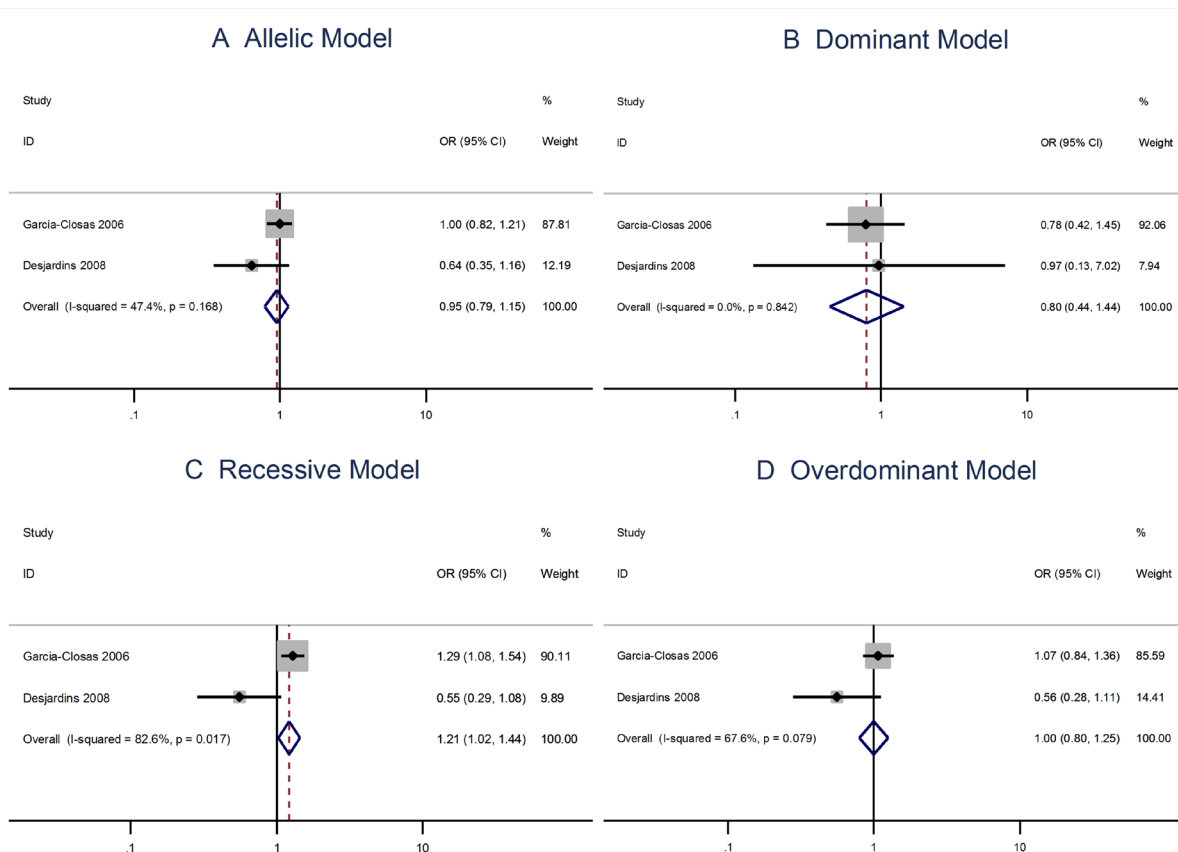 A Allelic Model
Study %
ID OR (95% CI) Weight
Garcia-Closas 2006 1.00 (0.82, 1.21) 87.81
Desjardins 2008 0.64 (0.35, 1.16) 12.19
Overall (I-squared = 47.4%, p = 0.168) 0.95 (0.79, 1.15) 100.00
.1 1 10
B Dominant Model
Study %
ID OR (95% CI) Weight
Garcia-Closas 2006 0.78 (0.42, 1.45) 92.06
Desjardins 2008 0.97 (0.13, 7.02) 7.94
Overall (I-squared = 0.0%, p = 0.842) 0.80 (0.44, 1.44) 100.00
.1 1 10
C Recessive Model
Study %
ID OR (95% CI) Weight
Garcia-Closas 2006 1.29 (1.08, 1.54) 90.11
Desjardins 2008 0.55 (0.29, 1.08) 9.89
Overall (I-squared = 82.6%, p = 0.017) 1.21 (1.02, 1.44) 100.00
.1 1 10
D Overdominant Model
Study %
ID OR (95% CI) Weight
Garcia-Closas 2006 1.07 (0.84, 1.36) 85.59
Desjardins 2008 0.56 (0.28, 1.11) 14.41
Overall (I-squared = 67.6%, p = 0.079) 1.00 (0.80, 1.25) 100.00
.1 1 10